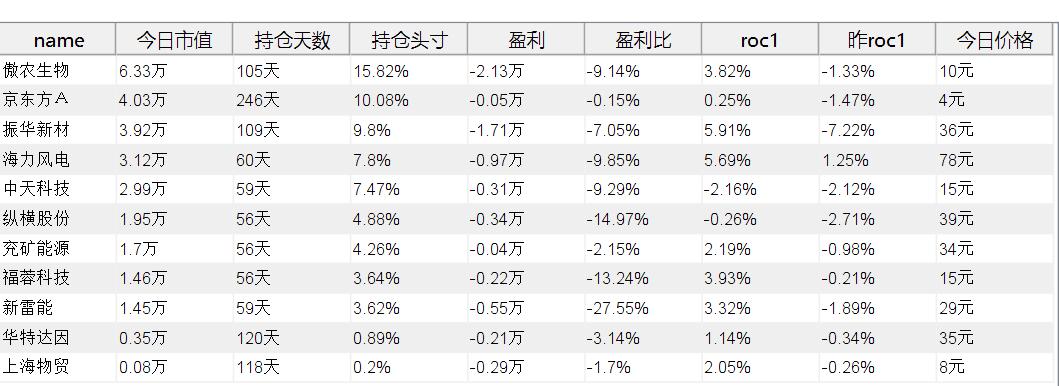 name 今日市值 持仓天数 持仓头寸 盈利 盈利比 roc1 昨roc1 今日价格
傲农生物 6.33万 105天 15.82% -2.13万 -9.14% 3.82% -1.33% 10元
京东方Ａ 4.03万 246天 10.08% -0.05万 -0.15% 0.25% -1.47% 4元
振华新材 3.92万 109天 9.8% -1.71万 -7.05% 5.91% -7.22% 36元
海力风电 3.12万 60天 7.8% -0.97万 -9.85% 5.69% 1.25% 78元
中天科技 2.99万 59天 7.47% -0.31万 -9.29% -2.16% -2.12% 15元
纵横股份 1.95万 56天 4.88% -0.34万 -14.97% -0.26% -2.71% 39元
兖矿能源 1.7万 56天 4.26% -0.04万 -2.15% 2.19% -0.98% 34元
福蓉科技 1.46万 56天 3.64% -0.22万 -13.24% 3.93% -0.21% 15元
新雷能 1.45万 59天 3.62% -0.55万 -27.55% 3.32% -1.89% 29元
华特达因 0.35万 120天 0.89% -0.21万 -3.14% 1.14% -0.34% 35元
上海物贸 0.08万 118天 0.2% -0.29万 -1.7% 2.05% -0.26% 8元